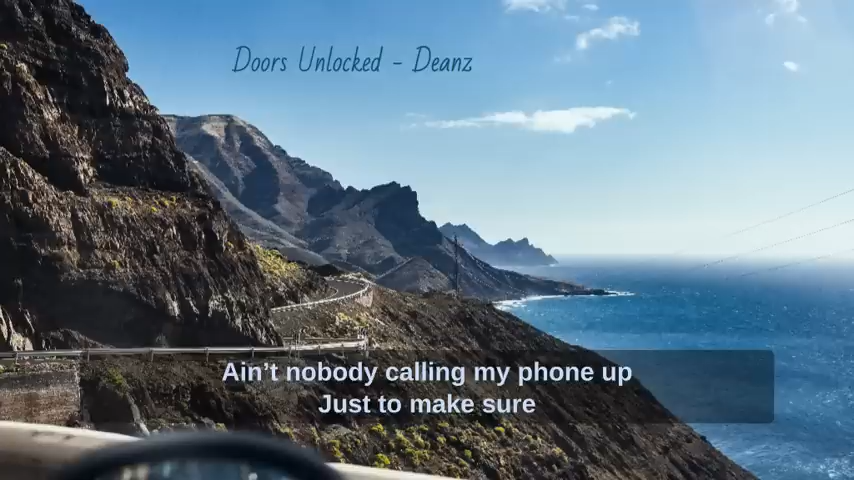 Doors Unlocked - Deanz
Ain’t nobody calling my phone up
Just to make sure